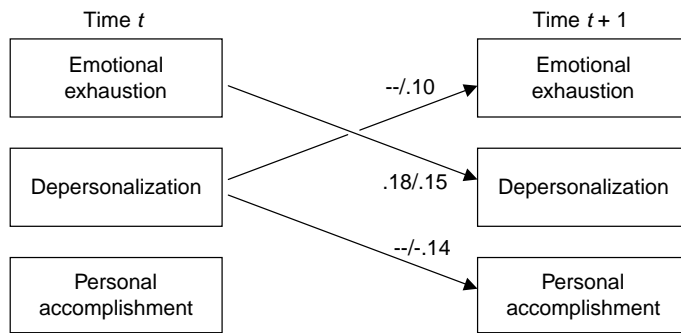 Time t
Time t + 1
Emotional
exhaustion
Emotional
exhaustion
--/.10
Depersonalization
.18/.15
Depersonalization
--/-.14
Personal
accomplishment
Personal
accomplishment